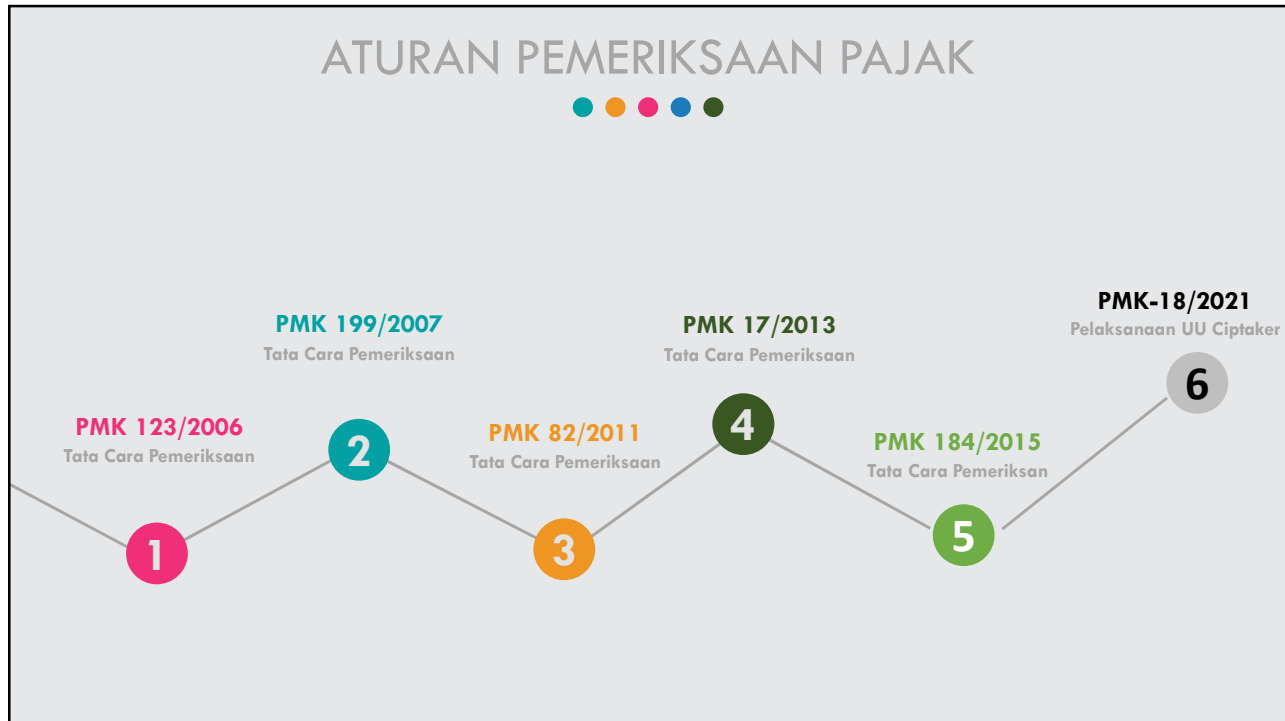 ATURAN PEMERIKSAAN PAJAK
PMK 123/2006
Tata Cara Pemeriksaan
1
PMK 199/2007
Tata Cara Pemeriksaan
2
PMK 82/2011
Tata Cara Pemeriksaan
3
PMK 17/2013
Tata Cara Pemeriksaan
4
PMK 184/2015
Tata Cara Pemeriksan
5
PMK-18/2021
Pelaksanaan UU Ciptaker
6